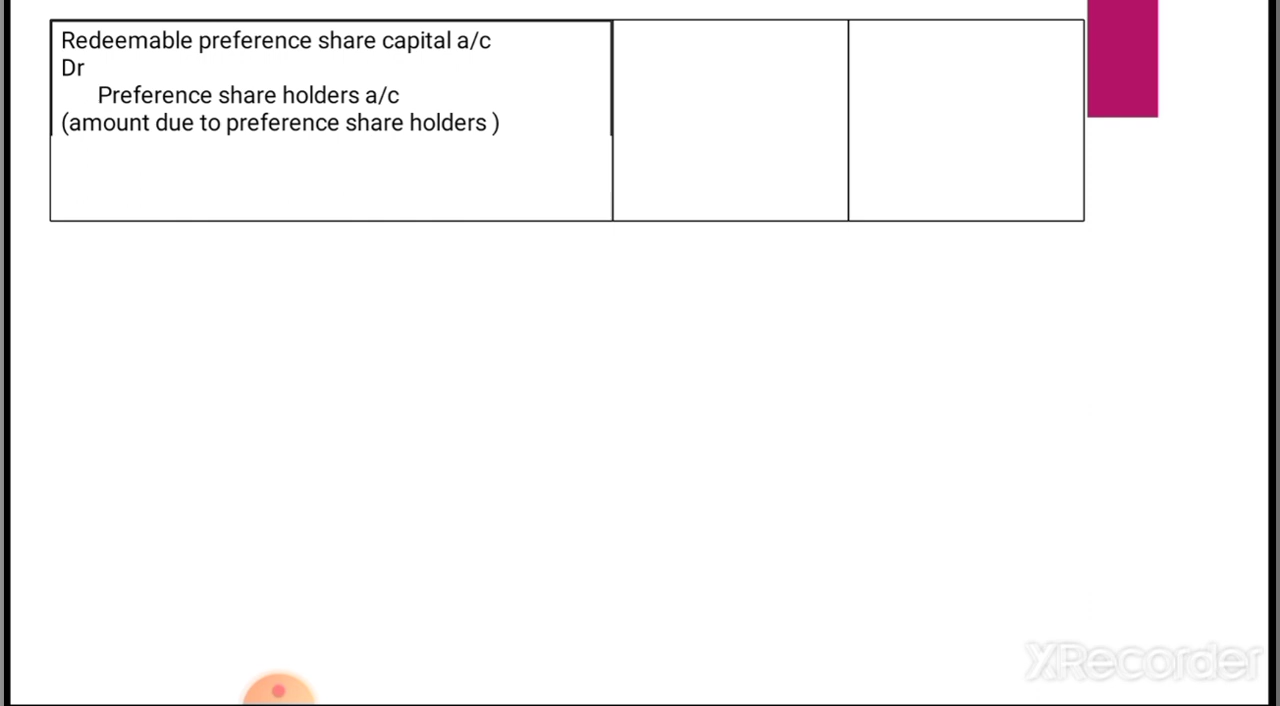 Redeemable preference share capital a/c
Dr
Preference share holders a/c
(amount due to preference share holders )
XRecorder